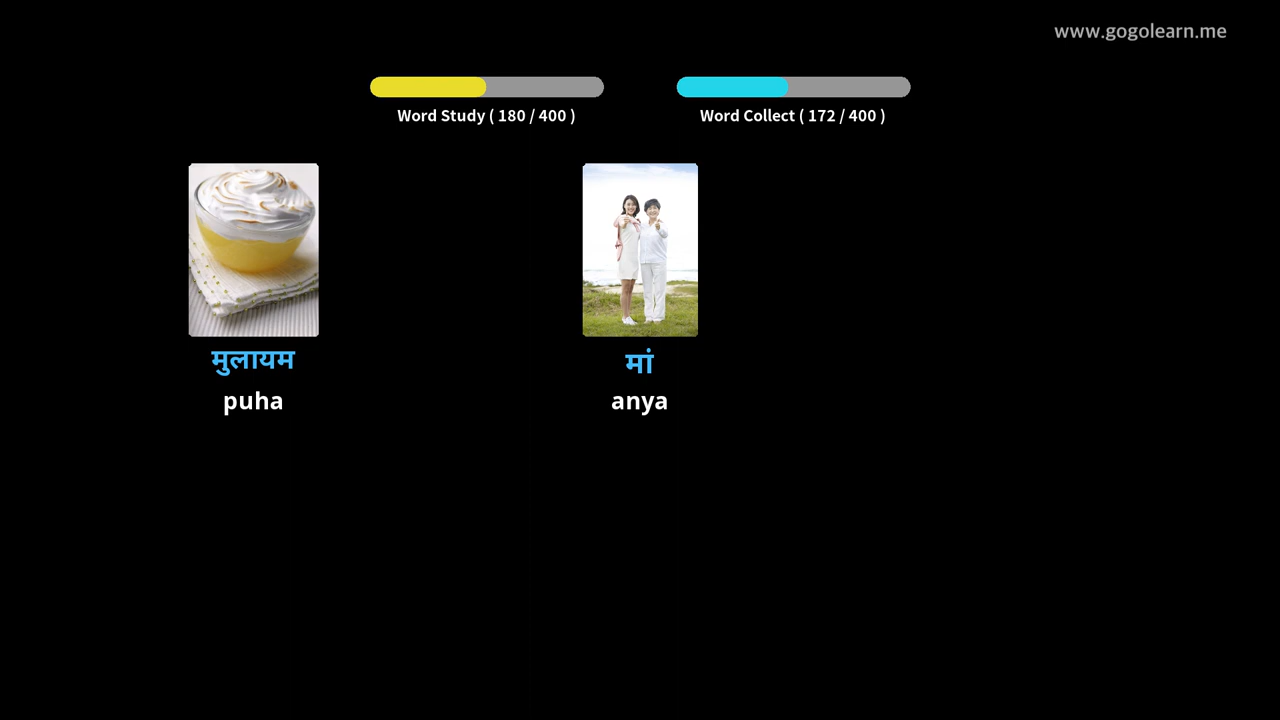 www.gogolearn.me
Word Study ( 180 / 400 )
Word Collect ( 172 / 400 )
मुलायम
puha
मां
anya